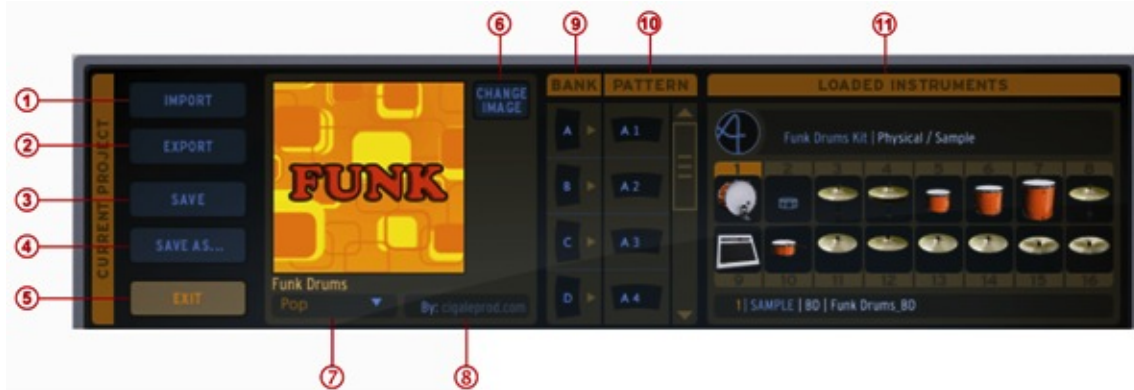 6 9 10 11
BANK PATTERN LOADED INSTRUMENTS
1 IMPORT
CHANGE
IMAGE
A A 1
Funk Drums Kit | Physical / Sample
2 EXPORT
CURRENT PROJECT
1 2 3 4 5 6 7 8
FUNK
B A 2
3 SAVE
4 SAVE AS...
C A 3
9 10 11 12 13 14 15 16
Funk Drums
5 EXIT
Pop
By: cigaleprod.com
D A 4
1| SAMPLE | BD | Funk Drums_BD
7 8